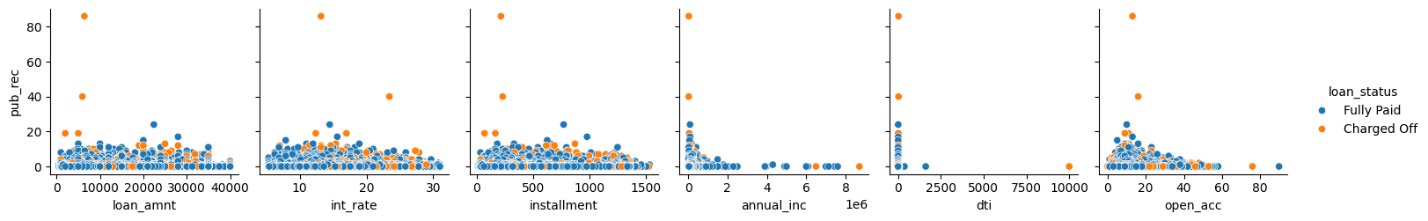 80
60
40
20
0
pub_rec
0 10000 20000 30000 40000
loan_amnt
10 20 30
int_rate
0 500 1000 1500
installment
0 2 4 6 8
1e6
annual_inc
0 2500 5000 7500 10000
dti
0 20 40 60 80
open_acc
loan_status
Fully Paid
Charged Off